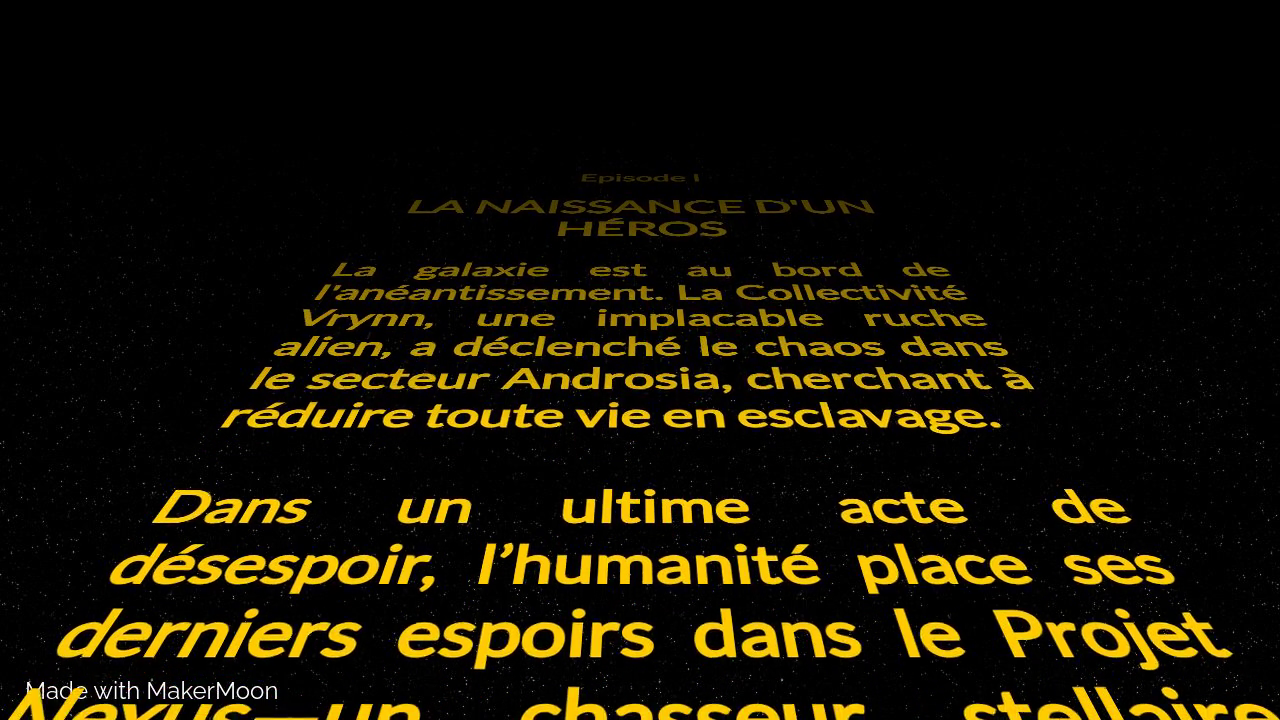 Episode I
LA NAISSANCE D'UN
HÉROS
La galaxie est au bord de
l'anéantissement. La Collectivité
Vrynn, une implacable ruche
alien, a déclenché le chaos dans
le secteur Androsia, cherchant à
réduire toute vie en esclavage.
Dans un ultime acte de
désespoir, l’humanité place ses
derniers espoirs dans le Projet
Nexus—un chasseur stellaire
Made with MakerMoon